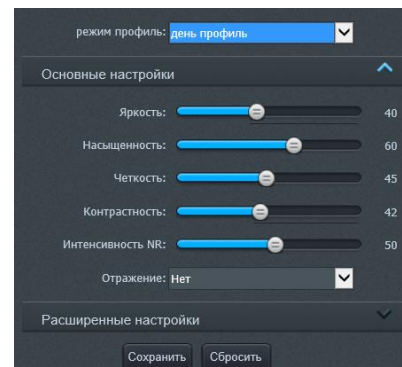 режим профиль: день профиль
Основные настройки
Яркость: 40
Насыщенность: 60
Четкость: 45
Контрастность: 42
Интенсивность NR: 50
Отражение: Нет
Расширенные настройки
Сохранить Сбросить